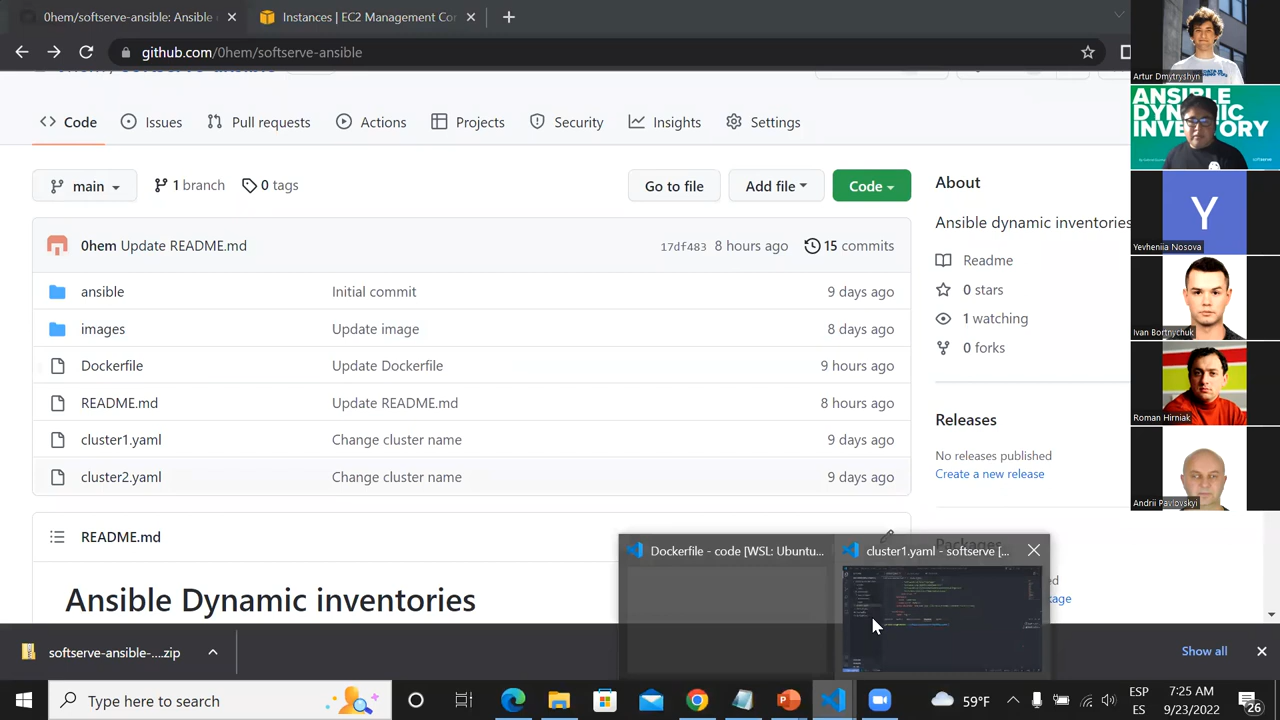 0hem/softserve-ansible: Ansible
Instances | EC2 Management Co
github.com/0hem/softserve-ansible
Code
Issues
Pull requests
Actions
Security
Insights
Settings
main
1 branch
0 tags
Go to file
Add file
Code
0hem Update README.md
17df483 8 hours ago
15 commits
ansible
Initial commit
9 days ago
images
Update image
8 days ago
Dockerfile
Update Dockerfile
9 hours ago
README.md
Update README.md
8 hours ago
cluster1.yaml
Change cluster name
9 days ago
cluster2.yaml
Change cluster name
9 days ago
README.md
Ansible Dynamic Inventories
About
Ansible dynamic inventories
Readme
0 stars
1 watching
0 forks
Releases
No releases published
Create a new release
Packages
Dockerfile - code [WSL: Ubuntu...
cluster1.yaml - softserve [...
softserve-ansible-....zip
Show all
Type here to search
59°F
ESP
ES
7:25 AM
9/23/2022
26
Artur Dmytryshyn
ANSIBLE
DYNAMIC
INVENTORY
softserve
Y
Yevheniia Nosova
Ivan Bortnychuk
Roman Hirniak
Andrii Pavlovskyi